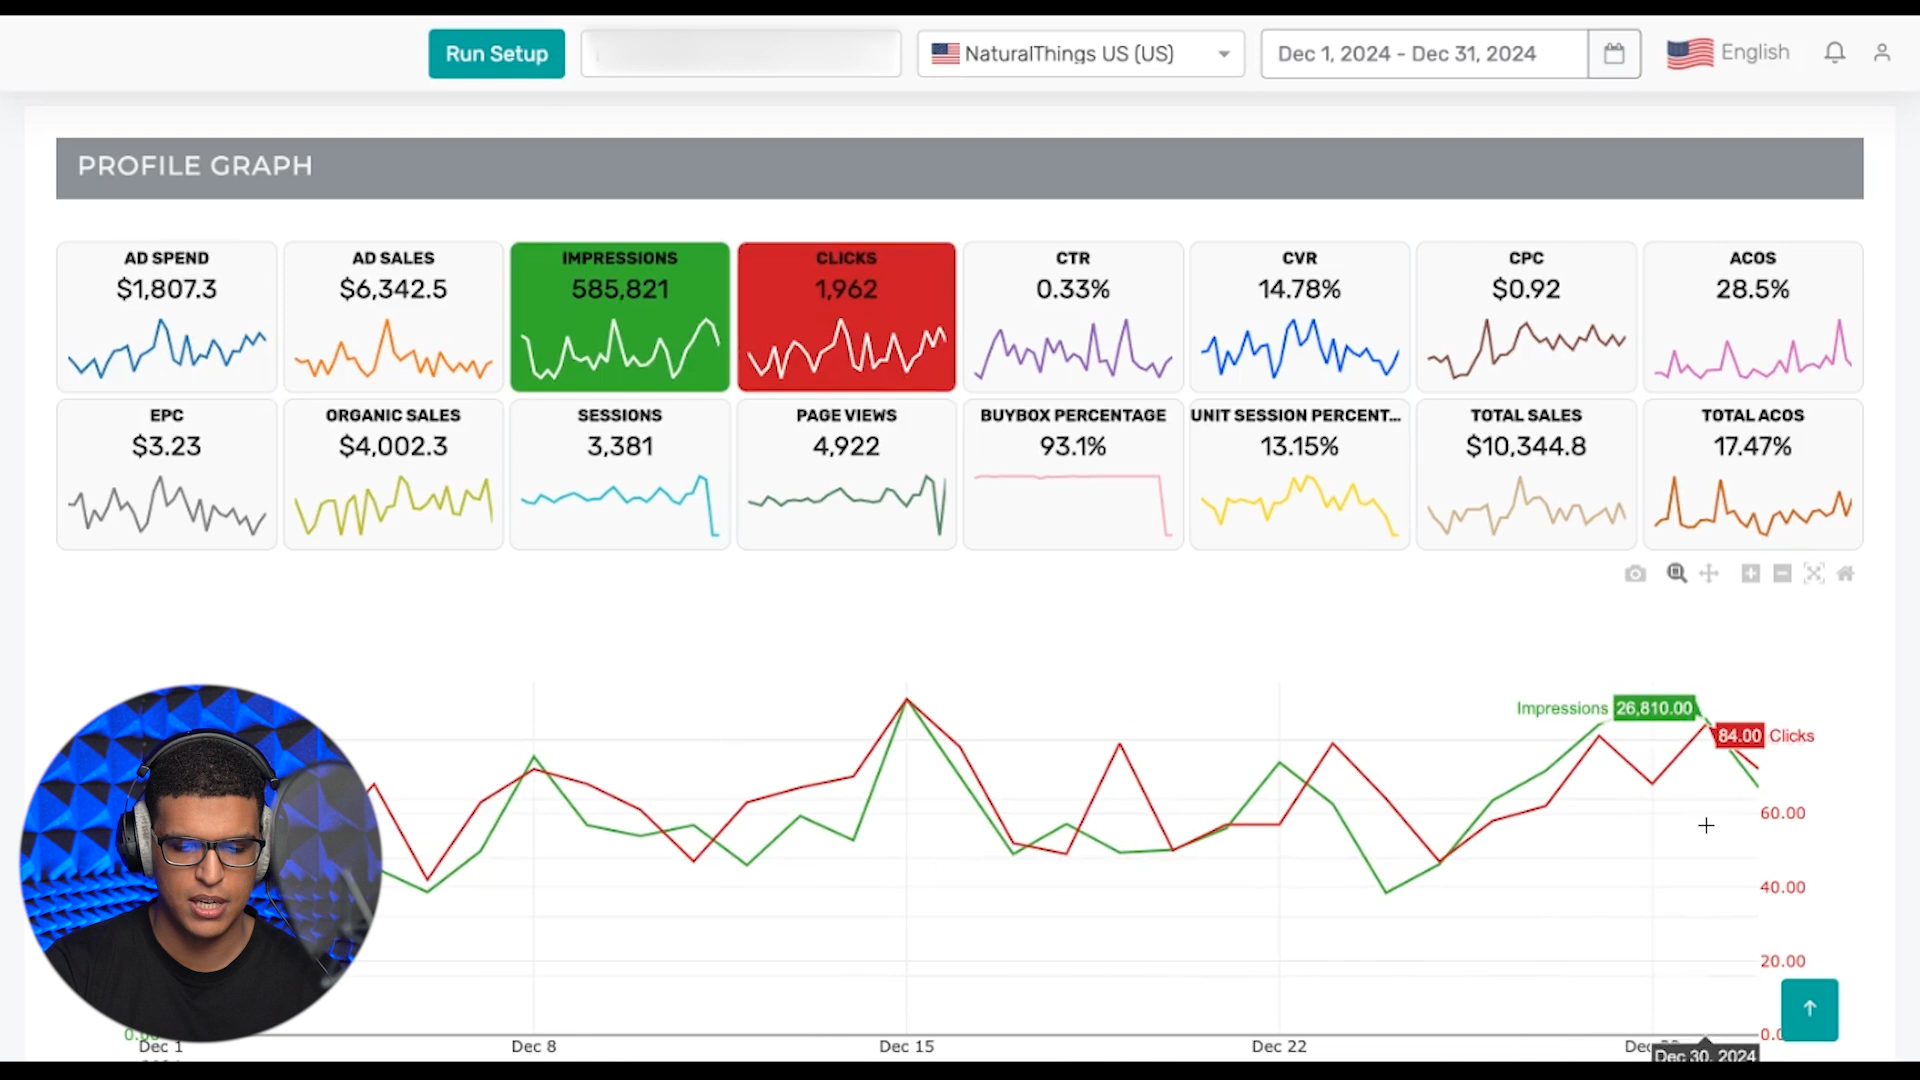 Run Setup
NaturalThings US (US)
Dec 1, 2024 - Dec 31, 2024
English
PROFILE GRAPH
AD SPEND
$1,807.3
AD SALES
$6,342.5
IMPRESSIONS
585,821
CLICKS
1,962
CTR
0.33%
CVR
14.78%
CPC
$0.92
ACOS
28.5%
EPC
$3.23
ORGANIC SALES
$4,002.3
SESSIONS
3,381
PAGE VIEWS
4,922
BUYBOX PERCENTAGE
93.1%
UNIT SESSION PERCENT...
13.15%
TOTAL SALES
$10,344.8
TOTAL ACOS
17.47%
Impressions 26,810.00
84.00 Clicks
60.00
40.00
20.00
Dec 1
Dec 8
Dec 15
Dec 22
Dec 30, 2024